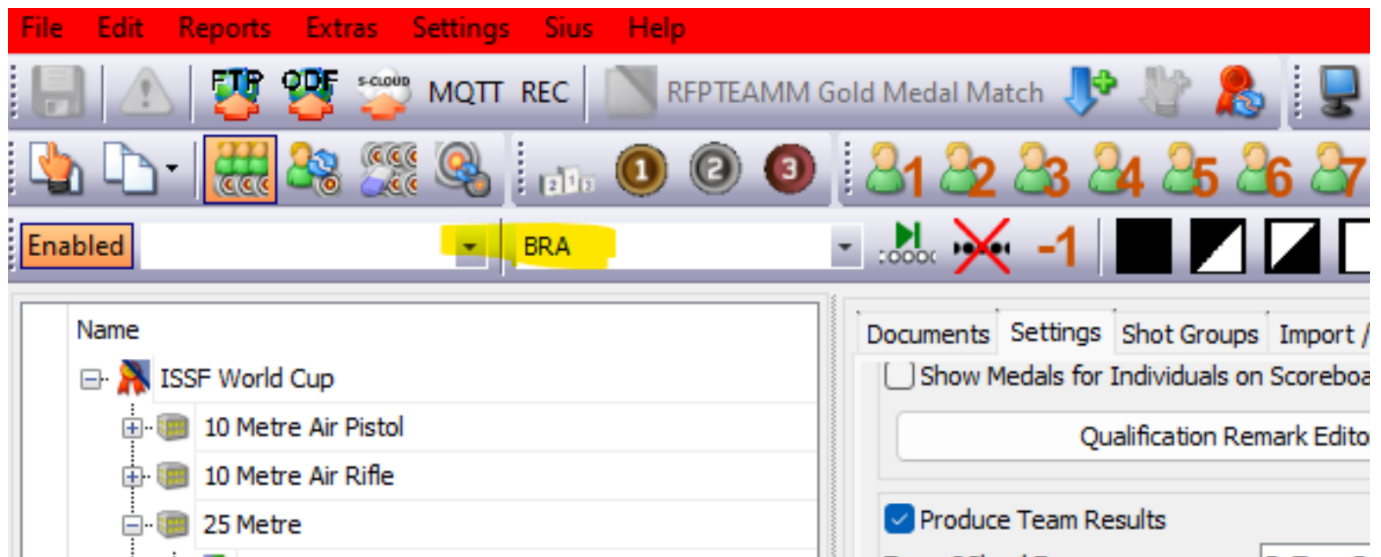 File Edit Reports Extras Settings Sius Help
FTP ODF S-CLOUD MQTT REC RFPTEAMM Gold Medal Match
1 2 3 1 2 3 4 5 6 7
Enabled BRA -1
Name
Documents Settings Shot Groups Import /
ISSF World Cup
Show Medals for Individuals on Scoreboa
10 Metre Air Pistol
Qualification Remark Edito
10 Metre Air Rifle
25 Metre
Produce Team Results